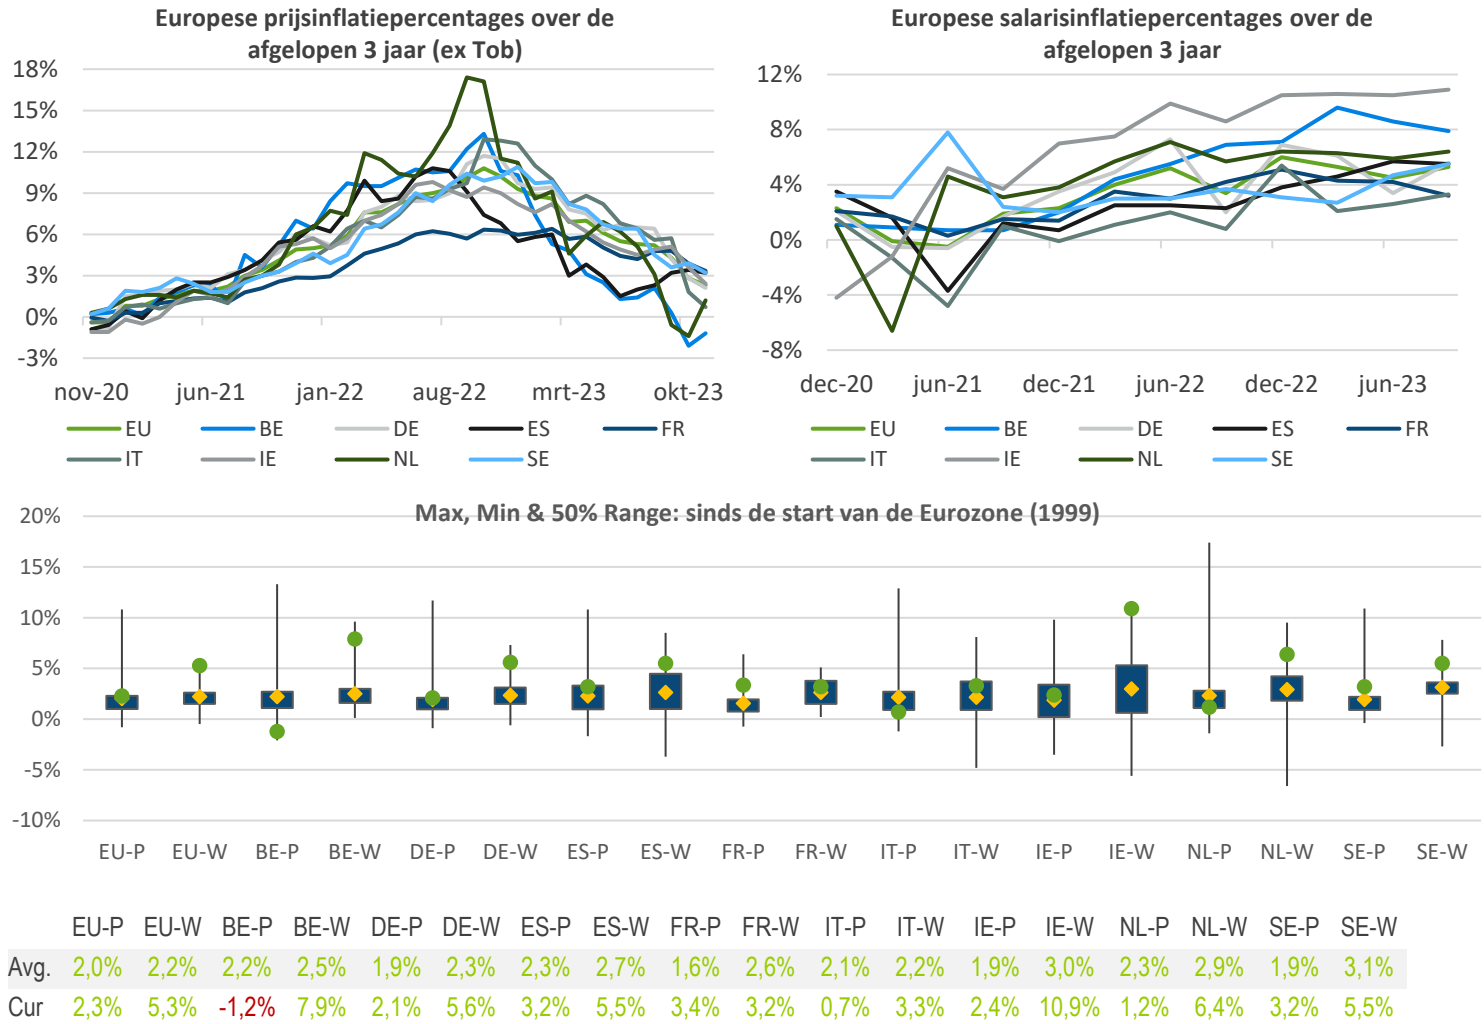 Europese prijsinflatiepercentages over de
afgelopen 3 jaar (ex Tob)
18%
15%
12%
9%
6%
3%
0%
-3%
nov-20 jun-21 jan-22 aug-22 mrt-23 okt-23
EU BE DE ES FR
IT IE NL SE
Europese salarisinflatiepercentages over de
afgelopen 3 jaar
12%
8%
4%
0%
-4%
-8%
dec-20 jun-21 dec-21 jun-22 dec-22 jun-23
EU BE DE ES FR
IT IE NL SE
Max, Min & 50% Range: sinds de start van de Eurozone (1999)
20%
15%
10%
5%
0%
-5%
-10%
EU-P EU-W BE-P BE-W DE-P DE-W ES-P ES-W FR-P FR-W IT-P IT-W IE-P IE-W NL-P NL-W SE-P SE-W
EU-P EU-W BE-P BE-W DE-P DE-W ES-P ES-W FR-P FR-W IT-P IT-W IE-P IE-W NL-P NL-W SE-P SE-W
Avg. 2,0% 2,2% 2,2% 2,5% 1,9% 2,3% 2,3% 2,7% 1,6% 2,6% 2,1% 2,2% 1,9% 3,0% 2,3% 2,9% 1,9% 3,1%
Cur 2,3% 5,3% -1,2% 7,9% 2,1% 5,6% 3,2% 5,5% 3,4% 3,2% 0,7% 3,3% 2,4% 10,9% 1,2% 6,4% 3,2% 5,5%